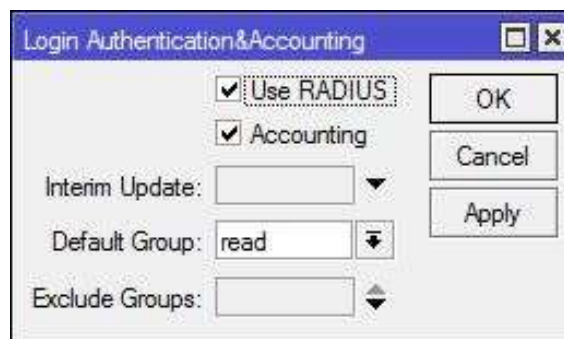 Login Authentication&Accounting
Use RADIUS
OK
Accounting
Cancel
Interim Update:
Apply
Default Group: read
Exclude Groups: